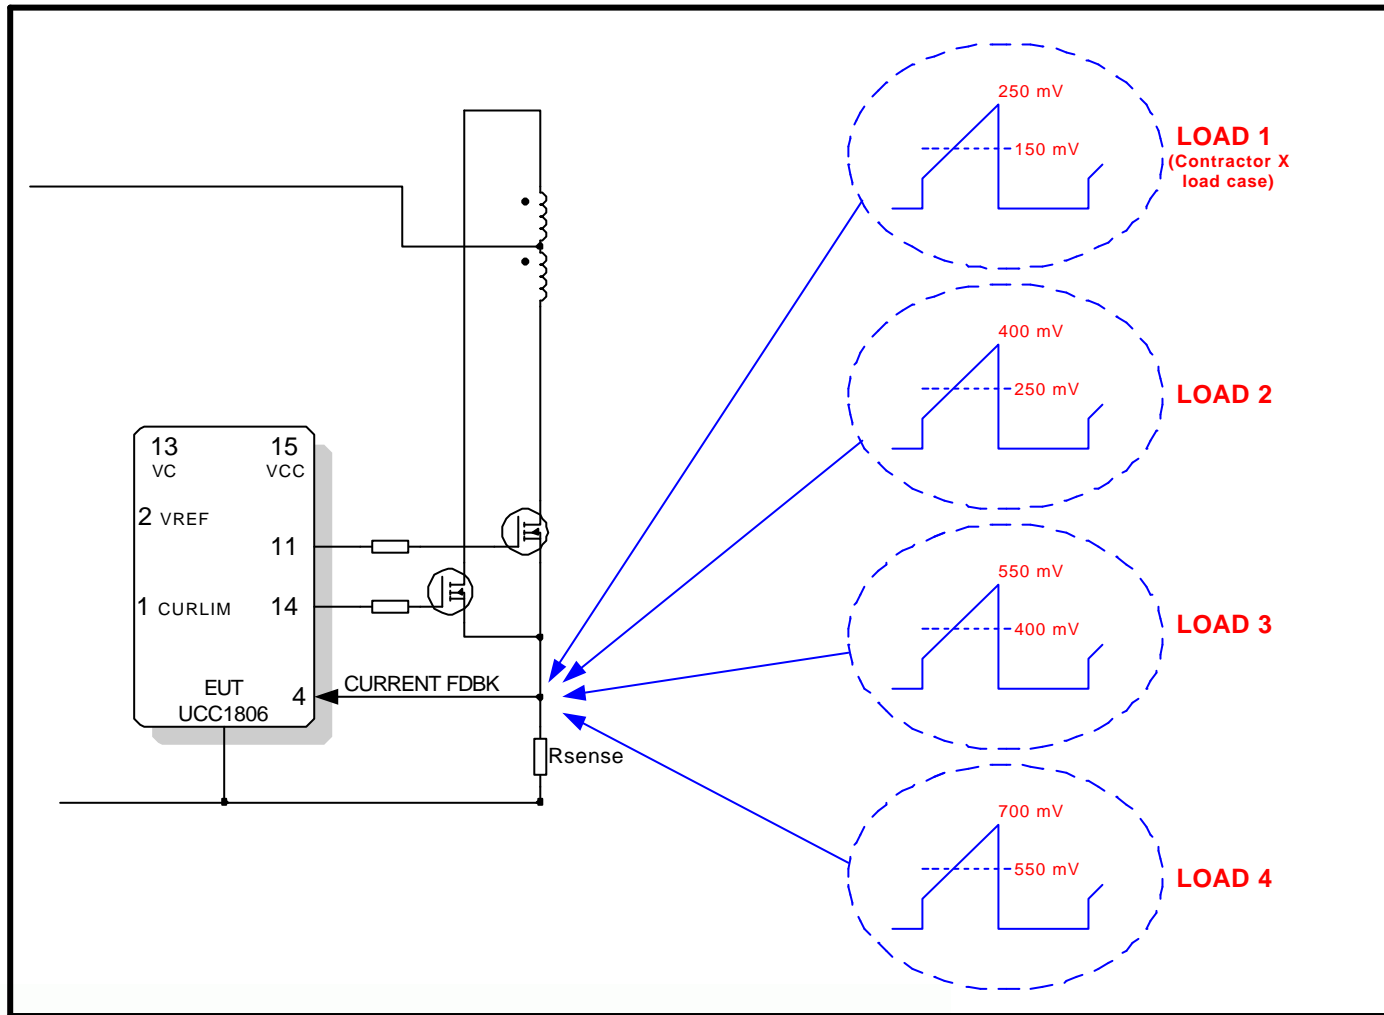 250 mV
150 mV
LOAD 1
(Contractor X
load case)
400 mV
250 mV
LOAD 2
13
15
VC
VCC
2 VREF
11
1 CURLIM
14
EUT
UCC1806
4
CURRENT FDBK
Rsense
550 mV
400 mV
LOAD 3
700 mV
550 mV
LOAD 4